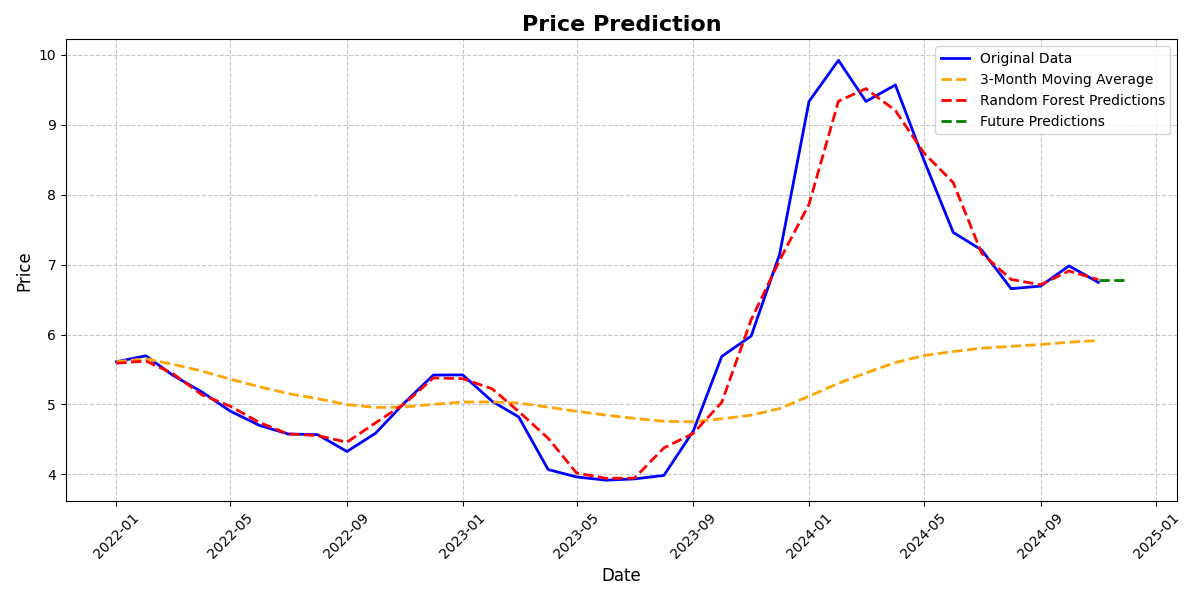 Price Prediction
Original Data
3-Month Moving Average
Random Forest Predictions
Future Predictions
Price
10
9
8
7
6
5
4
2022-01
2022-05
2022-09
2023-01
2023-05
2023-09
2024-01
2024-05
2024-09
2025-01
Date